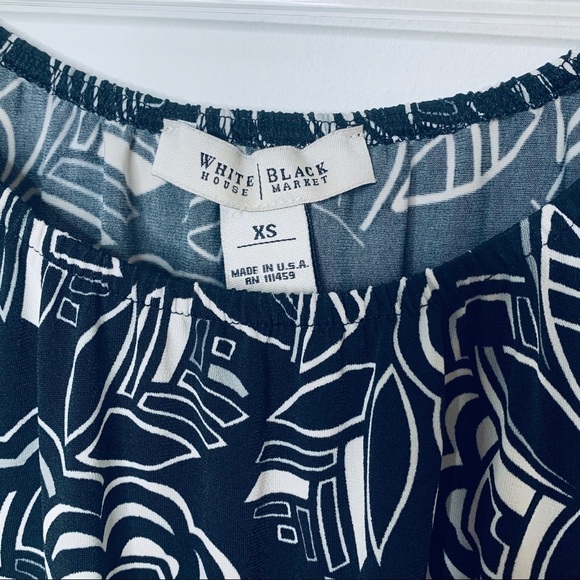 WHITE | BLACK
HOUSE | MARKET
XS
MADE IN U.S.A.
RN 111459